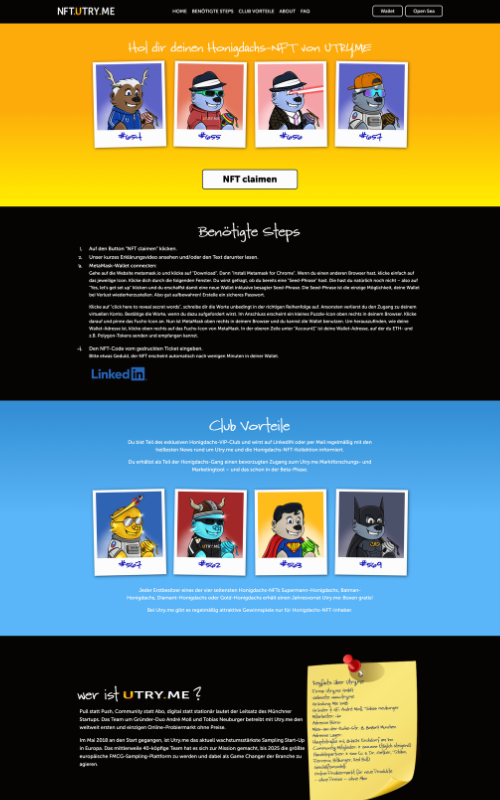 NFT.UTRY.ME
HOME BENÖTIGTE STEPS CLUB VORTEILE ABOUT FAQ
Wallet Open Sea
Hol dir deinen Honigdachs-NFT von UTRY.ME
#654 #655 #656 #657
NFT claimen
Benötigte Steps
1. Auf den Button "NFT claimen" klicken.
2. Unser kurzes Erklärungsvideo ansehen und/oder den Text darunter lesen.
3. MetaMask-Wallet connecten:
Gehe auf die Website metamask.io und klicke auf "Download". Dann "Install Metamask for Chrome". Wenn du einen anderen Browser hast, klicke einfach auf
das jeweilige Icon. Klicke dich durch die folgenden Fenster. Du wirst gefragt, ob du bereits eine "Seed-Phrase" hast. Die hast du natürlich noch nicht – also auf
"Yes, let's get set up" klicken und du erschaffst damit eine neue Wallet inklusive besagter Seed-Phrase. Die Seed-Phrase ist die einzige Möglichkeit, deine Wallet
bei Verlust wiederherzustellen. Also gut aufbewahren! Erstelle ein sicheres Passwort.
Klicke auf "click here to reveal secret words", schreibe dir die Worte unbedingt in der richtigen Reihenfolge auf. Ansonsten verlierst du den Zugang zu deinem
virtuellen Konto. Bestätige die Worte, wenn du dazu aufgefordert wirst. Im Anschluss erscheint ein kleines Puzzle-Icon oben rechts in deinem Browser. Klicke
darauf und pinne das Fuchs-Icon an. Nun ist MetaMask oben rechts in deinem Browser und du kannst die Wallet benutzen. Um herauszufinden, wie deine
Wallet-Adresse ist, klicke oben rechts auf das Fuchs-Icon von MetaMask. In der oberen Zeile unter "Account1" ist deine Wallet-Adresse, auf der du ETH- und
z.B. Polygon-Tokens senden und empfangen kannst.
4. Den NFT-Code vom gedruckten Ticket eingeben.
Bitte etwas Geduld, der NFT erscheint automatisch nach wenigen Minuten in deiner Wallet.
Linked in
Club Vorteile
Du bist Teil des exklusiven Honigdachs-VIP-Club und wirst auf LinkedIN oder per Mail regelmäßig mit den
heißesten News rund um Utry.me und die Honigdachs-NFT-Kollektion informiert.
Du erhältst als Teil der Honigdachs-Gang einen bevorzugten Zugang zum Utry.me Marktforschungs- und
Marketingtool – und das schon in der Beta-Phase.
#567 #562 #563 #569
Jeder Erstbesitzer eines der vier seltensten Honigdachs-NFTs Supermann-Honigdachs, Batman-
Honigdachs, Diamant-Honigdachs oder Gold-Honigdachs erhält einen Jahresvorrat Utry.me-Boxen gratis!
Bei Utry.me gibt es regelmäßig attraktive Gewinnspiele nur für Honigdachs-NFT-Inhaber.
wer ist UTRY.ME ?
Pull statt Push, Community statt Abo, digital statt stationär lautet der Leitsatz des Münchner
Startups. Das Team um Gründer-Duo André Moll und Tobias Neuburger betreibt mit Utry.me den
weltweit ersten und einzigen Online-Probiermarkt ohne Preise.
Im Mai 2018 an den Start gegangen, ist Utry.me das aktuell wachstumsstärkste Sampling Start-Up
in Europa. Das mittlerweile 40-köpfige Team hat es sich zur Mission gemacht, bis 2025 die größte
europäische FMCG-Sampling-Plattform zu werden und dabei als Game Changer der Branche zu
agieren.